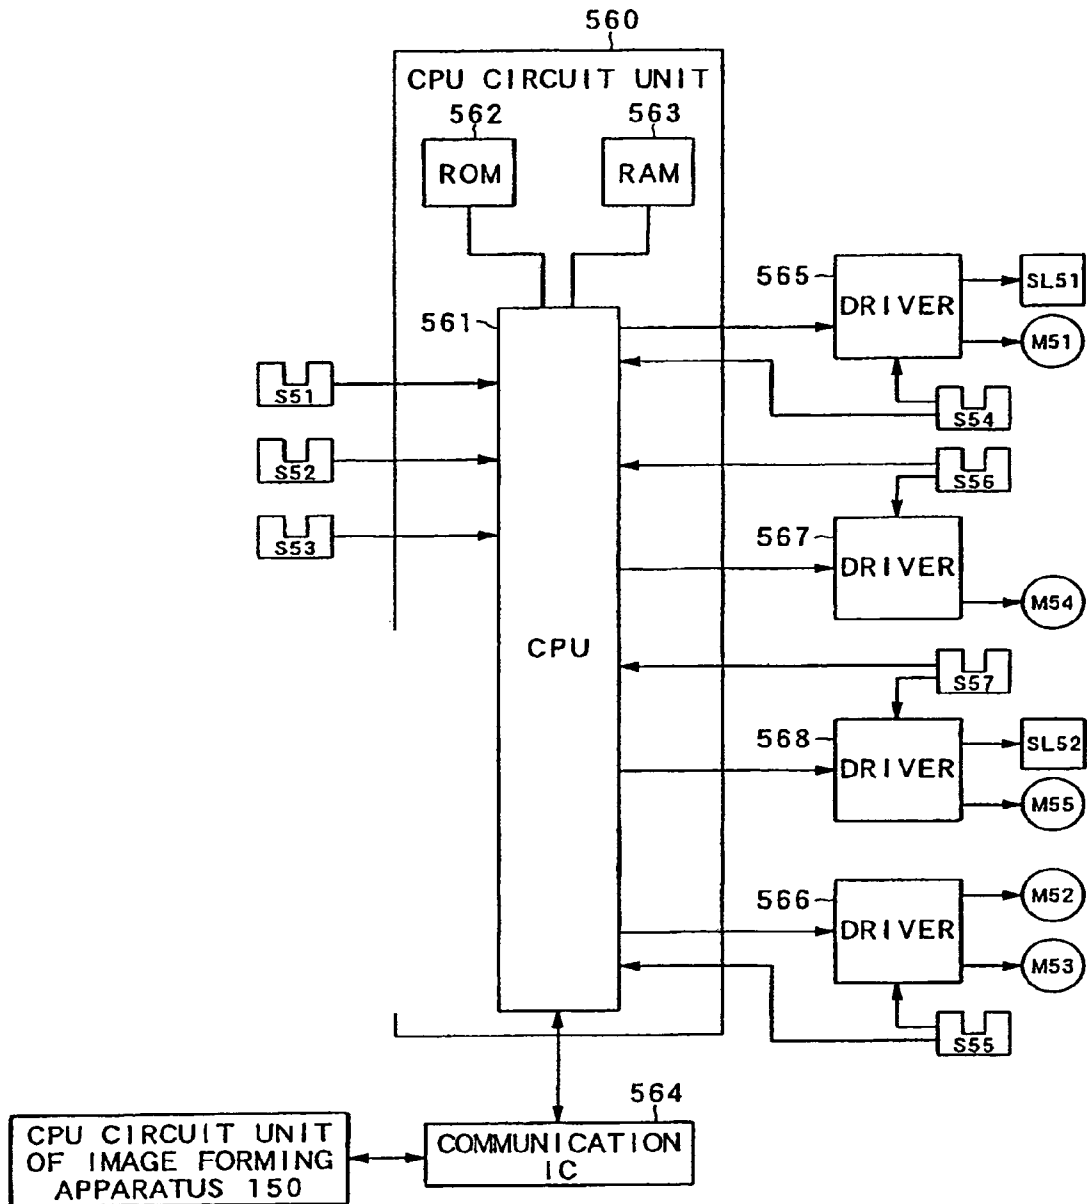 560
CPU CIRCUIT UNIT
562
563
ROM
RAM
565
DRIVER
SL51
M51
561
S51
S54
S52
S56
S53
567
DRIVER
M54
CPU
S57
568
DRIVER
SL52
M55
566
DRIVER
M52
M53
S55
564
CPU CIRCUIT UNIT
OF IMAGE FORMING
APPARATUS 150
COMMUNICATION
IC